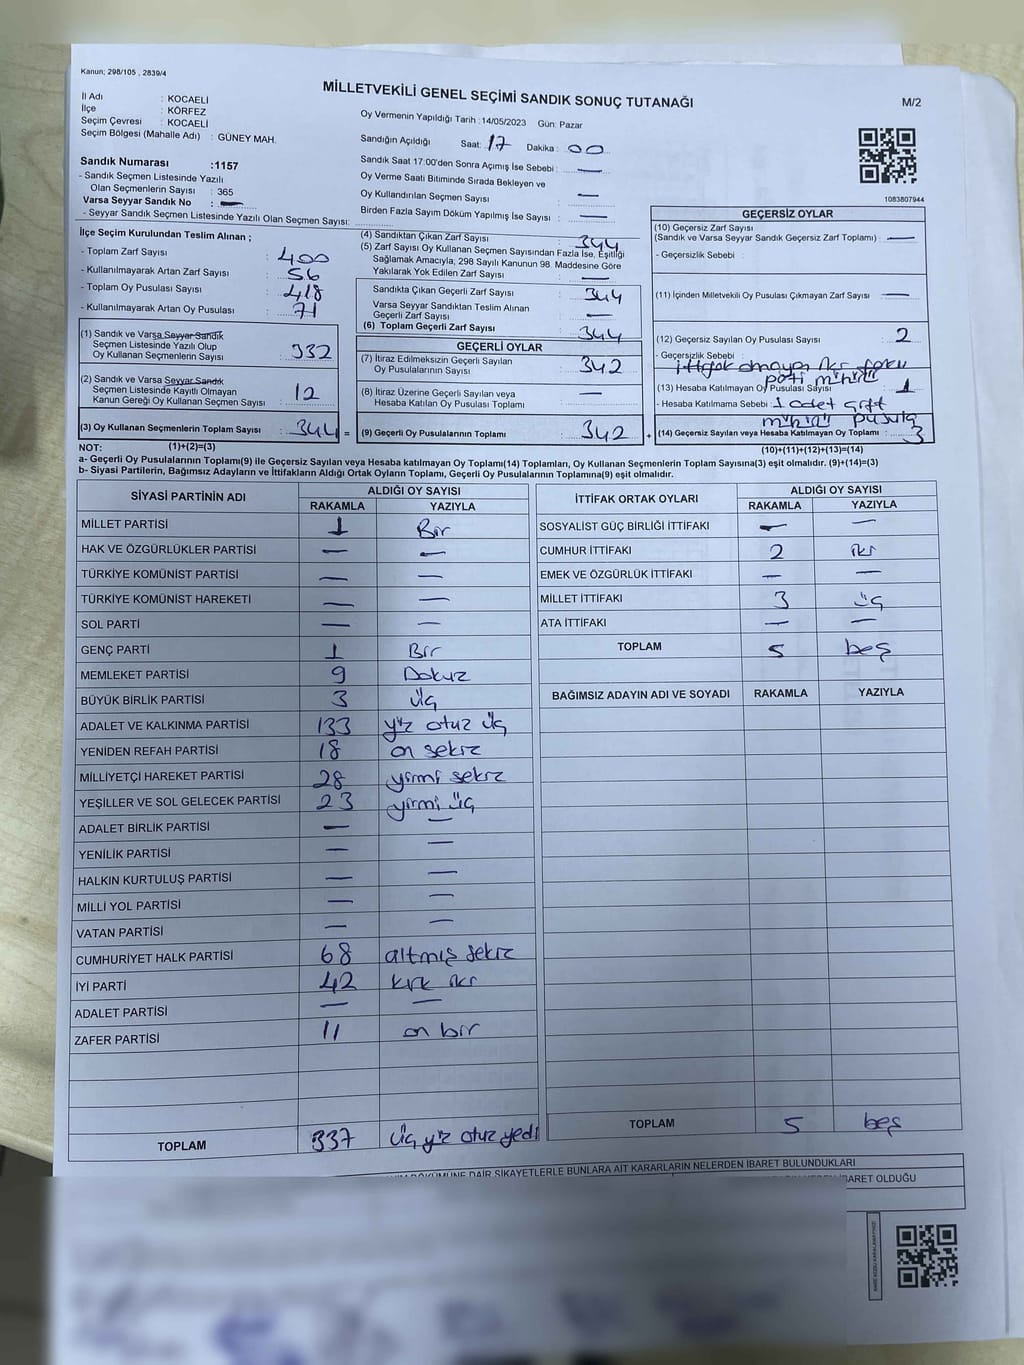 Kanun; 298/105 , 2839/4
MİLLETVEKİLİ GENEL SEÇİMİ SANDIK SONUÇ TUTANAĞI
M/2
İl Adı : KOCAELİ
İlçe : KÖRFEZ
Seçim Çevresi : KOCAELİ
Seçim Bölgesi (Mahalle Adı) : GÜNEY MAH.
Sandık Numarası :1157
- Sandık Seçmen Listesinde Yazılı
Olan Seçmenlerin Sayısı : 365
Varsa Seyyar Sandık No : —
- Seyyar Sandık Seçmen Listesinde Yazılı Olan Seçmen Sayısı:
Oy Vermenin Yapıldığı Tarih :14/05/2023 Gün: Pazar
Sandığın Açıldığı Saat: 17 Dakika : 00
Sandık Saat 17:00'den Sonra Açımış İse Sebebi : —
Oy Verme Saati Bitiminde Sırada Bekleyen ve
Oy Kullandırılan Seçmen Sayısı : —
Birden Fazla Sayım Döküm Yapılmış İse Sayısı : —
1083807944
İlçe Seçim Kurulundan Teslim Alınan ;
- Toplam Zarf Sayısı : 400
- Kullanılmayarak Artan Zarf Sayısı : 56
- Toplam Oy Pusulası Sayısı : 418
- Kullanılmayarak Artan Oy Pusulası : 71
(1) Sandık ve Varsa Seyyar Sandık
Seçmen Listesinde Yazılı Olup
Oy Kullanan Seçmenlerin Sayısı : 332
(2) Sandık ve Varsa Seyyar Sandık
Seçmen Listesinde Kayıtlı Olmayan
Kanun Gereği Oy Kullanan Seçmen Sayısı : 12
(3) Oy Kullanan Seçmenlerin Toplam Sayısı : 344 =
(4) Sandıktan Çıkan Zarf Sayısı : 344
(5) Zarf Sayısı Oy Kullanan Seçmen Sayısından Fazla İse, Eşitliği
Sağlamak Amacıyla, 298 Sayılı Kanunun 98. Maddesine Göre
Yakılarak Yok Edilen Zarf Sayısı : —
Sandıkta Çıkan Geçerli Zarf Sayısı : 344
Varsa Seyyar Sandıktan Teslim Alınan
Geçerli Zarf Sayısı : —
(6) Toplam Geçerli Zarf Sayısı : 344
GEÇERLİ OYLAR
(7) İtiraz Edilmeksizin Geçerli Sayılan
Oy Pusulalarının Sayısı : 342
(8) İtiraz Üzerine Geçerli Sayılan veya
Hesaba Katılan Oy Pusulası Toplamı : —
(9) Geçerli Oy Pusulalarının Toplamı : 342 +
GEÇERSİZ OYLAR
(10) Geçersiz Zarf Sayısı
(Sandık ve Varsa Seyyar Sandık Geçersiz Zarf Toplamı) : —
- Geçersizlik Sebebi :
(11) İçinden Milletvekili Oy Pusulası Çıkmayan Zarf Sayısı : —
(12) Geçersiz Sayılan Oy Pusulası Sayısı : 2
- Geçersizlik Sebebi :
ittifak olmayan iki
mühürlü
(13) Hesaba Katılmayan Oy Pusulası Sayısı : 1
- Hesaba Katılmama Sebebi : 1 adet çift
mühürlü pusula
(14) Geçersiz Sayılan veya Hesaba Katılmayan Oy Toplamı : 3
NOT: (1)+(2)=(3)
(10)+(11)+(12)+(13)=(14)
a- Geçerli Oy Pusulalarının Toplamı(9) ile Geçersiz Sayılan veya Hesaba katılmayan Oy Toplamı(14) Toplamları, Oy Kullanan Seçmenlerin Toplam Sayısına(3) eşit olmalıdır. (9)+(14)=(3)
b- Siyasi Partilerin, Bağımsız Adayların ve İttifakların Aldığı Ortak Oyların Toplamı, Geçerli Oy Pusulalarının Toplamına(9) eşit olmalıdır.
SİYASİ PARTİNİN ADI ALDIĞI OY SAYISI
RAKAMLA YAZIYLA
MİLLET PARTİSİ 1 Bir
HAK VE ÖZGÜRLÜKLER PARTİSİ — —
TÜRKİYE KOMÜNİST PARTİSİ — —
TÜRKİYE KOMÜNİST HAREKETİ — —
SOL PARTİ — —
GENÇ PARTİ 1 Bir
MEMLEKET PARTİSİ 9 Dokuz
BÜYÜK BİRLİK PARTİSİ 3 üç
ADALET VE KALKINMA PARTİSİ 133 yüz otuz üç
YENİDEN REFAH PARTİSİ 18 on sekiz
MİLLİYETÇİ HAREKET PARTİSİ 28 yirmi sekiz
YEŞİLLER VE SOL GELECEK PARTİSİ 23 yirmi üç
ADALET BİRLİK PARTİSİ — —
YENİLİK PARTİSİ — —
HALKIN KURTULUŞ PARTİSİ — —
MİLLİ YOL PARTİSİ — —
VATAN PARTİSİ — —
CUMHURİYET HALK PARTİSİ 68 altmış sekiz
İYİ PARTİ 42 kırk iki
ADALET PARTİSİ — —
ZAFER PARTİSİ 11 on bir
TOPLAM 337 üç yüz otuz yedi
İTTİFAK ORTAK OYLARI ALDIĞI OY SAYISI
RAKAMLA YAZIYLA
SOSYALİST GÜÇ BİRLİĞİ İTTİFAKI — —
CUMHUR İTTİFAKI 2 iki
EMEK VE ÖZGÜRLÜK İTTİFAKI — —
MİLLET İTTİFAKI 3 üç
ATA İTTİFAKI — —
TOPLAM 5 beş
BAĞIMSIZ ADAYIN ADI VE SOYADI RAKAMLA YAZIYLA
TOPLAM 5 beş
DÖKÜMÜNE DAİR ŞİKAYETLERLE BUNLARA AİT KARARLARIN NELERDEN İBARET BULUNDUKLARI
İBARET OLDUĞU